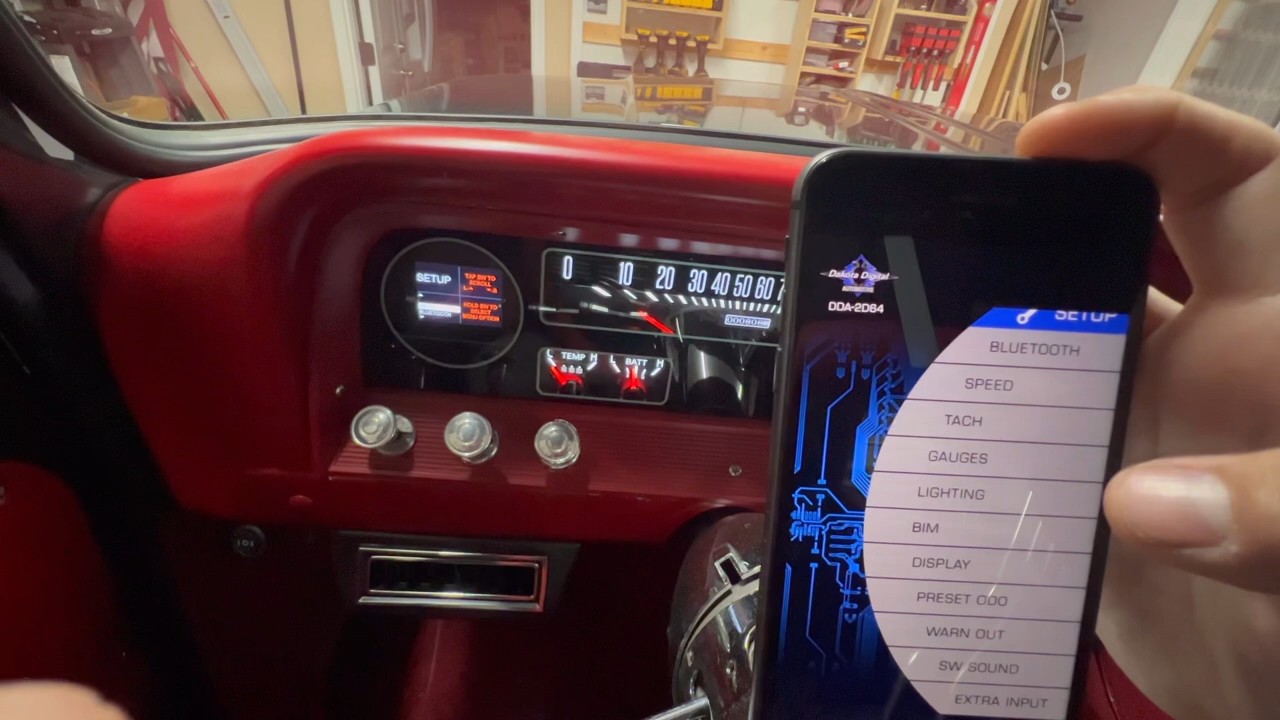 SETUP
TAP SW TO
SCROLL
BLUETOOTH
HOLD SW TO
SELECT
MENU OPTION
0 10 20 30 40 50 60 7
L TEMP H
L BATT H
Dakota Digital
DDA-2D64
SETUP
BLUETOOTH
SPEED
TACH
GAUGES
LIGHTING
BIM
DISPLAY
PRESET ODO
WARN OUT
SW SOUND
EXTRA INPUT